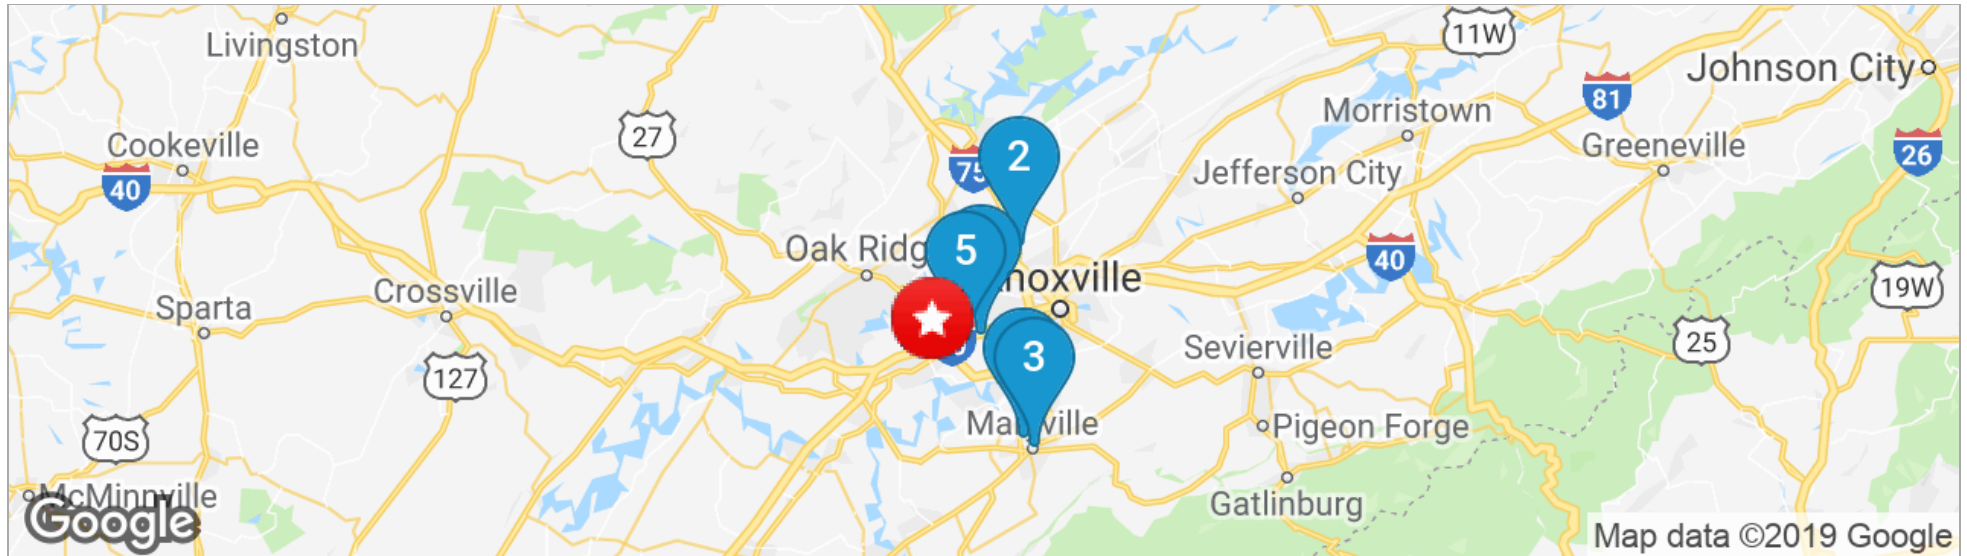 Livingston
11W
Johnson City
81
Morristown
27
Cookeville
Greeneville
26
2
75
40
Jefferson City
Oak Ridg
5
40
noxville
Crossville
19W
Sparta
25
Sevierville
3
127
Ma ville
Pigeon Forge
70S
McMinnville
Gatlinburg
Google
Map data ©2019 Google